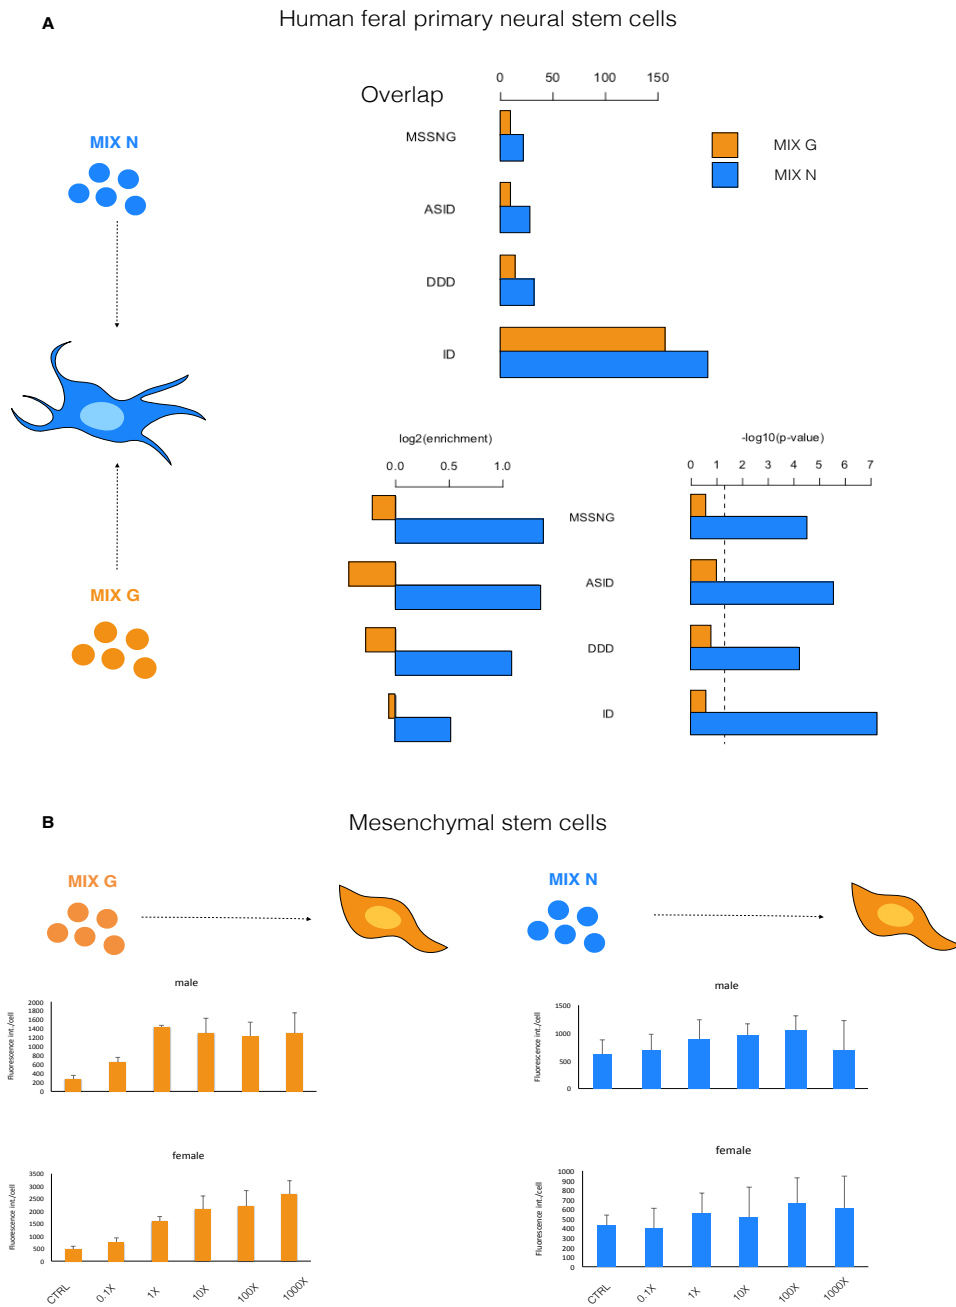 A
Human feral primary neural stem cells
Overlap
0 50 100 150
MSSNG
ASID
DDD
ID
MIX G
MIX N
MIX N
MIX G
log2(enrichment)
0.0 0.5 1.0
-log10(p-value)
0 1 2 3 4 5 6 7
MSSNG
ASID
DDD
ID
B
Mesenchymal stem cells
MIX G
MIX N
male
Fluorescence int./cell
2000
1800
1600
1400
1200
1000
800
600
400
200
0
male
Fluorescence int./cell
1500
1000
500
0
female
Fluorescence int./cell
3500
3000
2500
2000
1500
1000
500
0
CTRL 0.1X 1X 10X 100X 1000X
female
Fluorescence int./cell
1000
900
800
700
600
500
400
300
200
100
0
CTRL 0.1X 1X 10X 100X 1000X